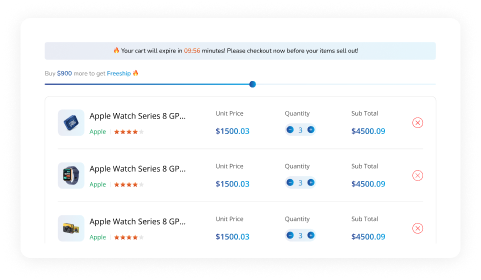 🔥 Your cart will expire in 09:56 minutes! Please checkout now before your items sell out!
Buy $900 more to get Freeship 🔥
Apple Watch Series 8 GP...
Apple
Unit Price
$1500.03
Quantity
3
Sub Total
$4500.09
Apple Watch Series 8 GP...
Apple
Unit Price
$1500.03
Quantity
3
Sub Total
$4500.09
Apple Watch Series 8 GP...
Apple
Unit Price
$1500.03
Quantity
3
Sub Total
$4500.09